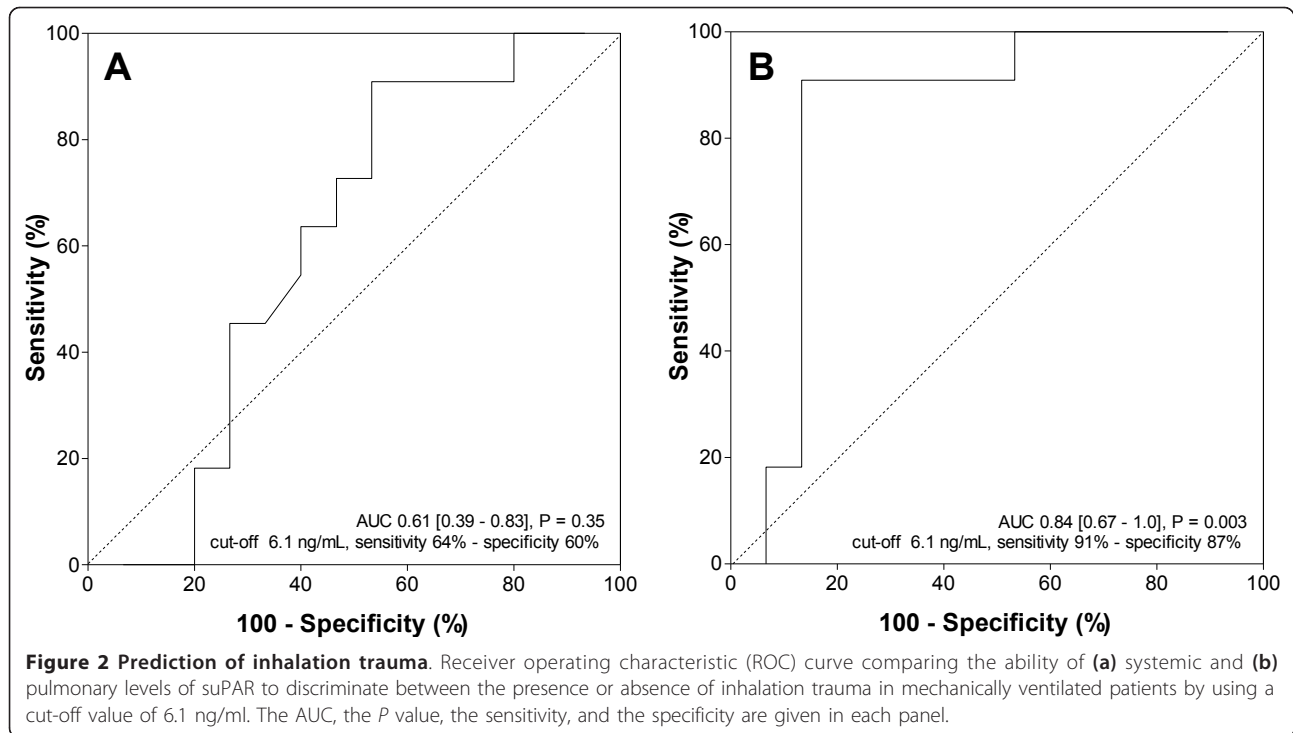 A
100
80
60
40
20
0
Sensitivity (%)
AUC 0.61 [0.39 - 0.83], P = 0.35
cut-off 6.1 ng/mL, sensitivity 64% - specificity 60%
0 20 40 60 80 100
100 - Specificity (%)
B
100
80
60
40
20
0
Sensitivity (%)
AUC 0.84 [0.67 - 1.0], P = 0.003
cut-off 6.1 ng/mL, sensitivity 91% - specificity 87%
0 20 40 60 80 100
100 - Specificity (%)
Figure 2 Prediction of inhalation trauma. Receiver operating characteristic (ROC) curve comparing the ability of (a) systemic and (b)
pulmonary levels of suPAR to discriminate between the presence or absence of inhalation trauma in mechanically ventilated patients by using a
cut-off value of 6.1 ng/ml. The AUC, the P value, the sensitivity, and the specificity are given in each panel.